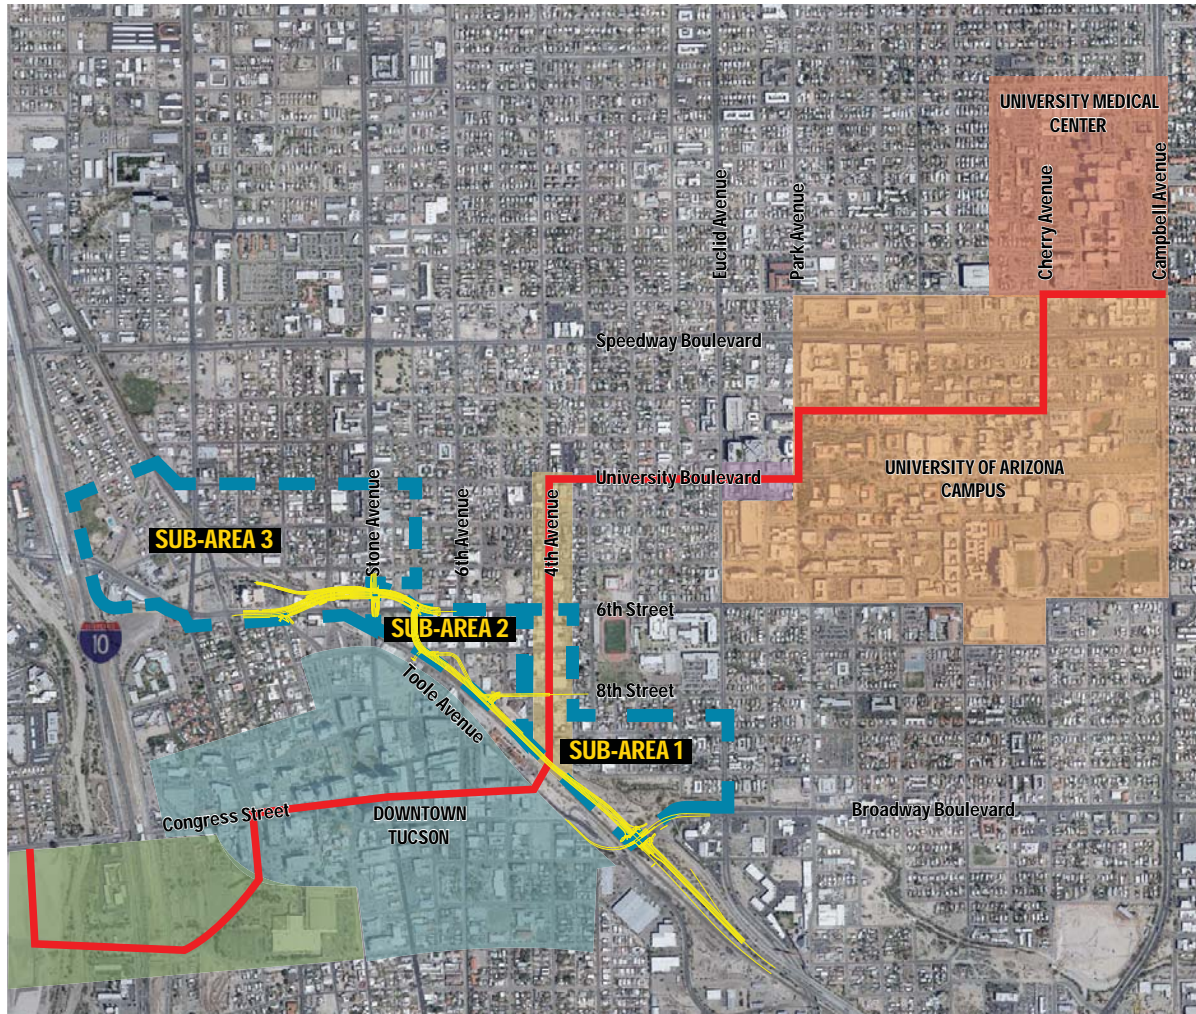 UNIVERSITY MEDICAL
CENTER
Euclid Avenue
Park Avenue
Cherry Avenue
Campbell Avenue
Speedway Boulevard
University Boulevard
UNIVERSITY OF ARIZONA
CAMPUS
Stone Avenue
6th Avenue
4th Avenue
SUB-AREA 3
6th Street
SUB-AREA 2
10
8th Street
Toole Avenue
SUB-AREA 1
Congress Street
DOWNTOWN
TUCSON
Broadway Boulevard